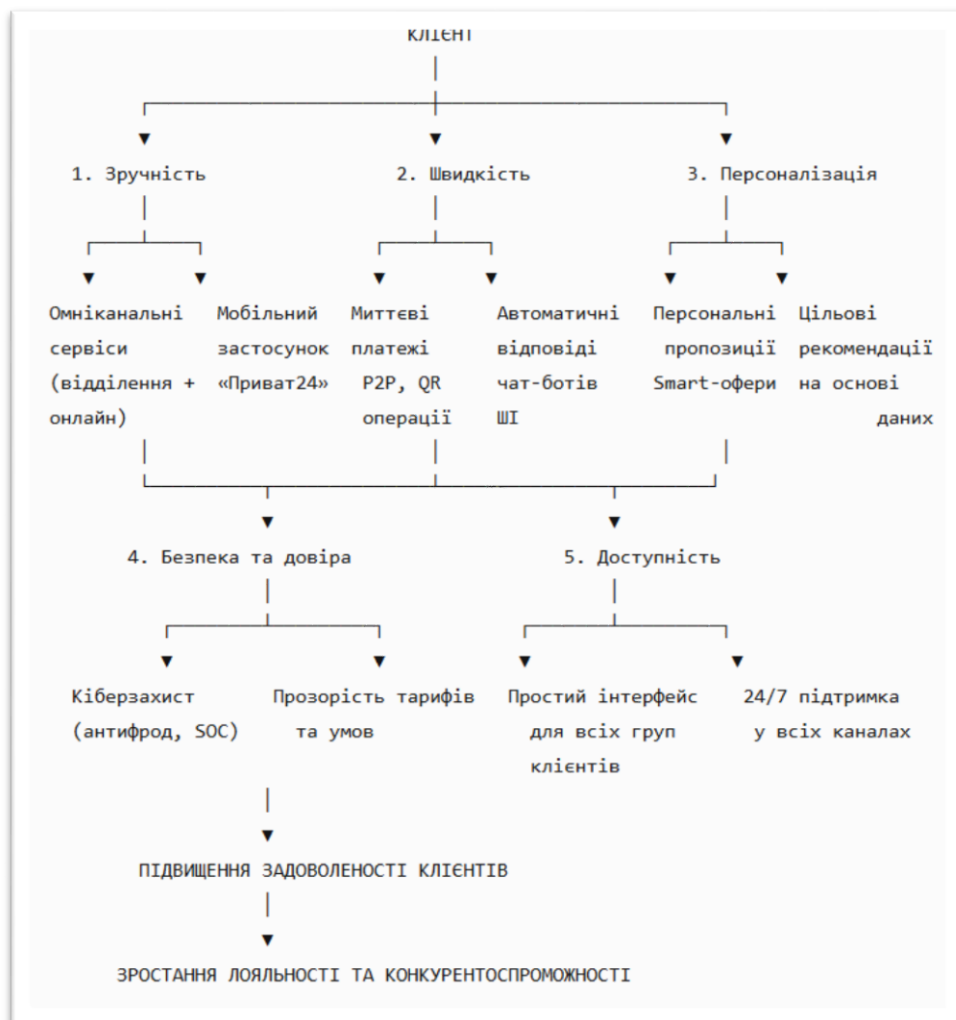 КЛІЄНТ
1. Зручність 2. Швидкість 3. Персоналізація
Омніканальні Мобільний Миттєві Автоматичні Персональні Цільові
сервіси застосунок платежі відповіді пропозиції рекомендації
(відділення + «Приват24» P2P, QR чат-ботів Smart-офери на основі
онлайн) операції ШІ даних
4. Безпека та довіра 5. Доступність
Кіберзахист Прозорість тарифів Простий інтерфейс 24/7 підтримка
(антифрод, SOC) та умов для всіх груп у всіх каналах
клієнтів
ПІДВИЩЕННЯ ЗАДОВОЛЕНОСТІ КЛІЄНТІВ
ЗРОСТАННЯ ЛОЯЛЬНОСТІ ТА КОНКУРЕНТОСПРОМОЖНОСТІ